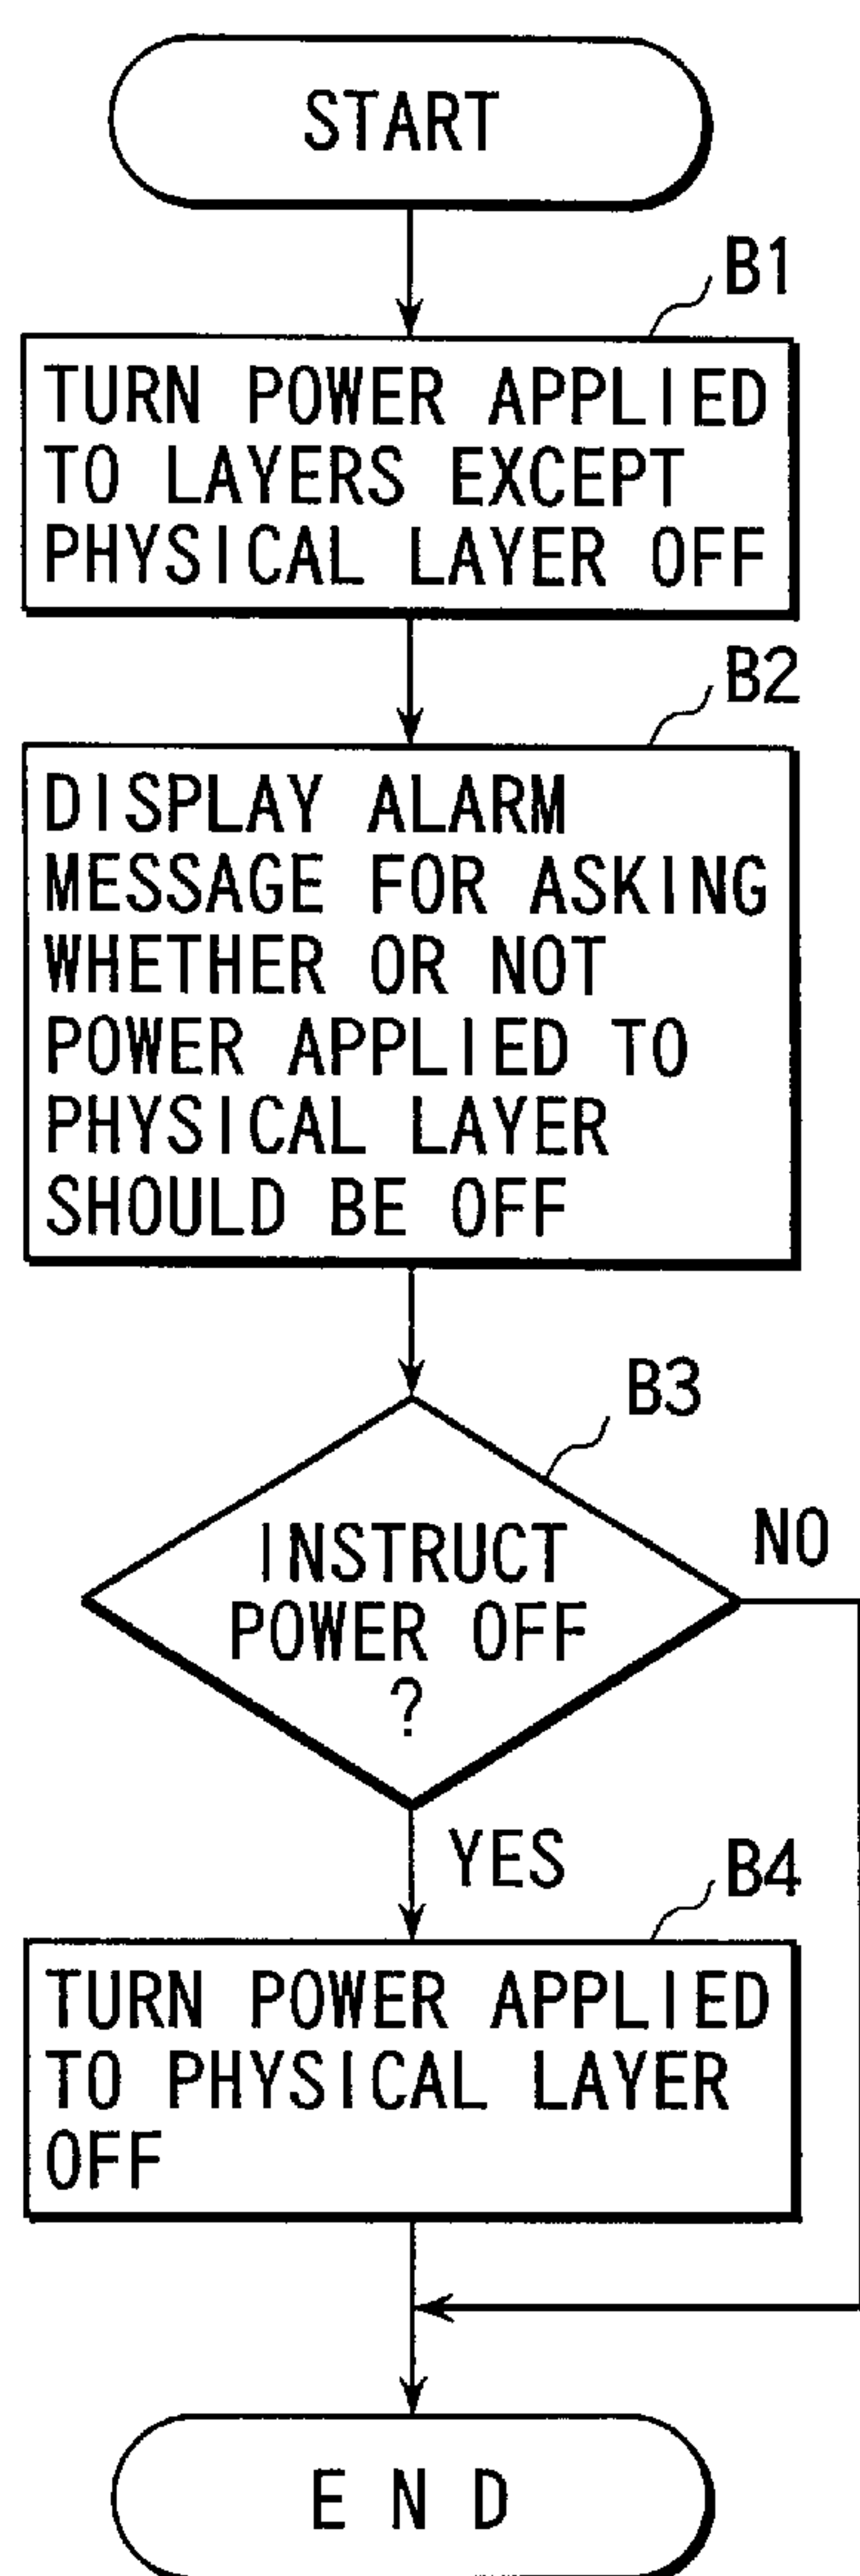 START
B1
TURN POWER APPLIED
TO LAYERS EXCEPT
PHYSICAL LAYER OFF
B2
DISPLAY ALARM
MESSAGE FOR ASKING
WHETHER OR NOT
POWER APPLIED TO
PHYSICAL LAYER
SHOULD BE OFF
B3
INSTRUCT
POWER OFF
?
NO
YES
B4
TURN POWER APPLIED
TO PHYSICAL LAYER
OFF
END